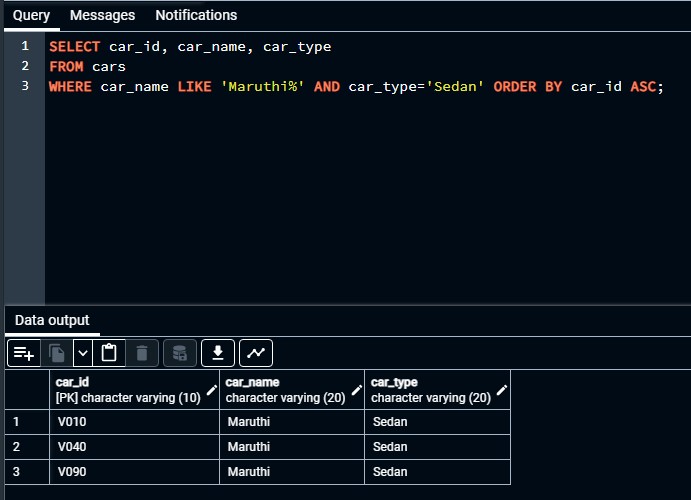 Query Messages Notifications
1 SELECT car_id, car_name, car_type
2 FROM cars
3 WHERE car_name LIKE 'Maruthi%' AND car_type='Sedan' ORDER BY car_id ASC;
Data output
car_id car_name car_type
[PK] character varying (10) character varying (20) character varying (20)
1 V010 Maruthi Sedan
2 V040 Maruthi Sedan
3 V090 Maruthi Sedan